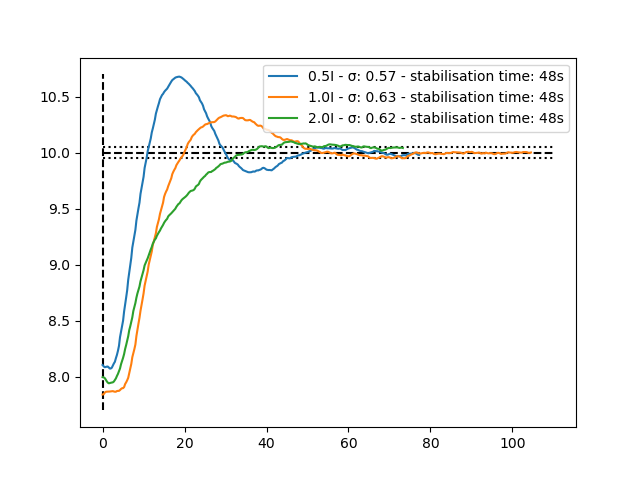 0.5I - σ: 0.57 - stabilisation time: 48s
1.0I - σ: 0.63 - stabilisation time: 48s
2.0I - σ: 0.62 - stabilisation time: 48s
10.5
10.0
9.5
9.0
8.5
8.0
0 20 40 60 80 100